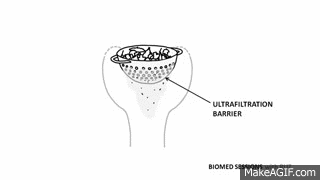 ULTRAFILTRATION
BARRIER
BIOMED SESSIONS
MakeAGIF.com